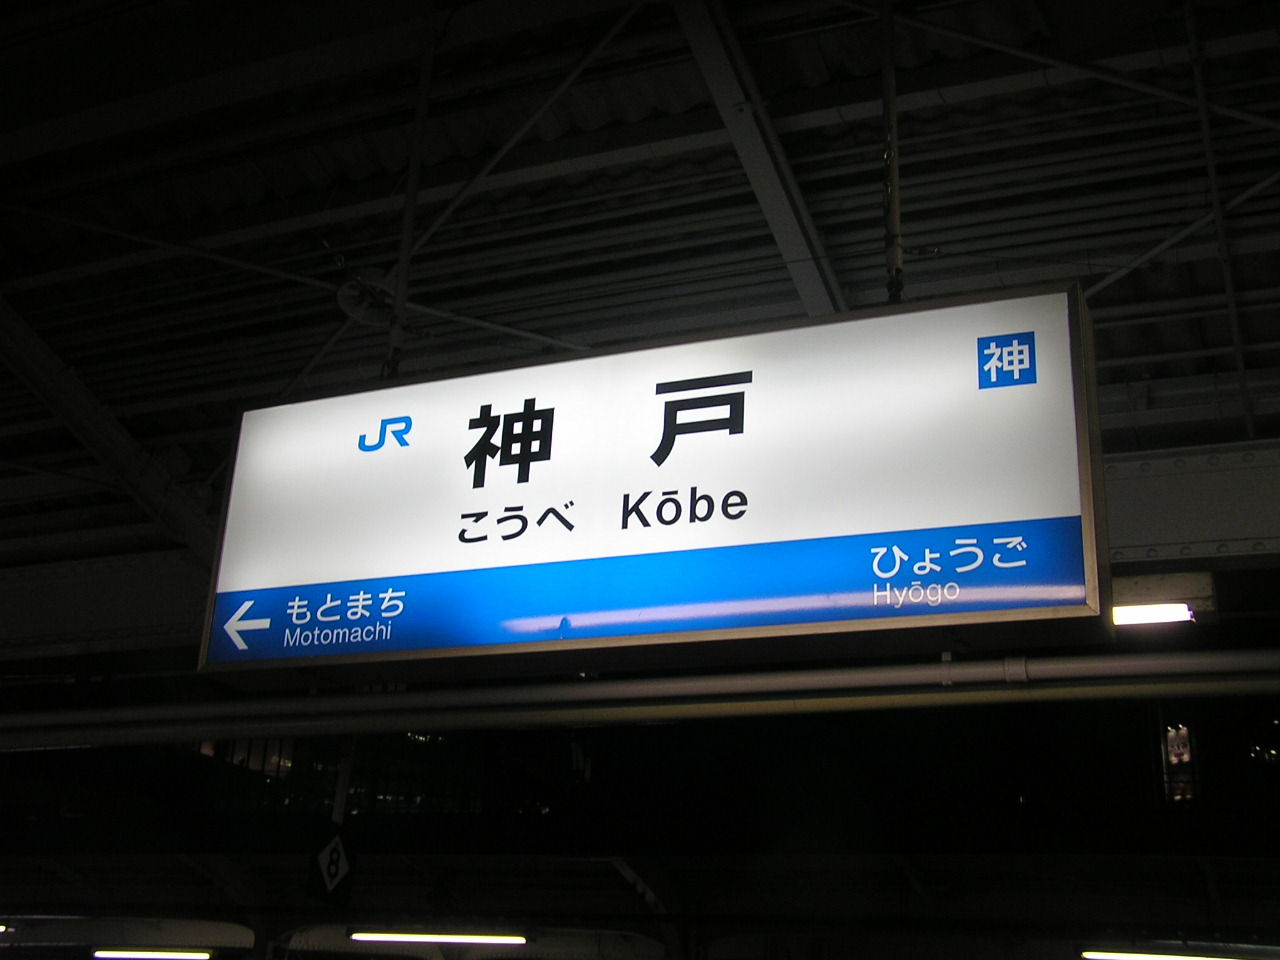 JR 神戸 神
こうべ Kōbe
← もとまち ひょうご
Motomachi Hyōgo
8